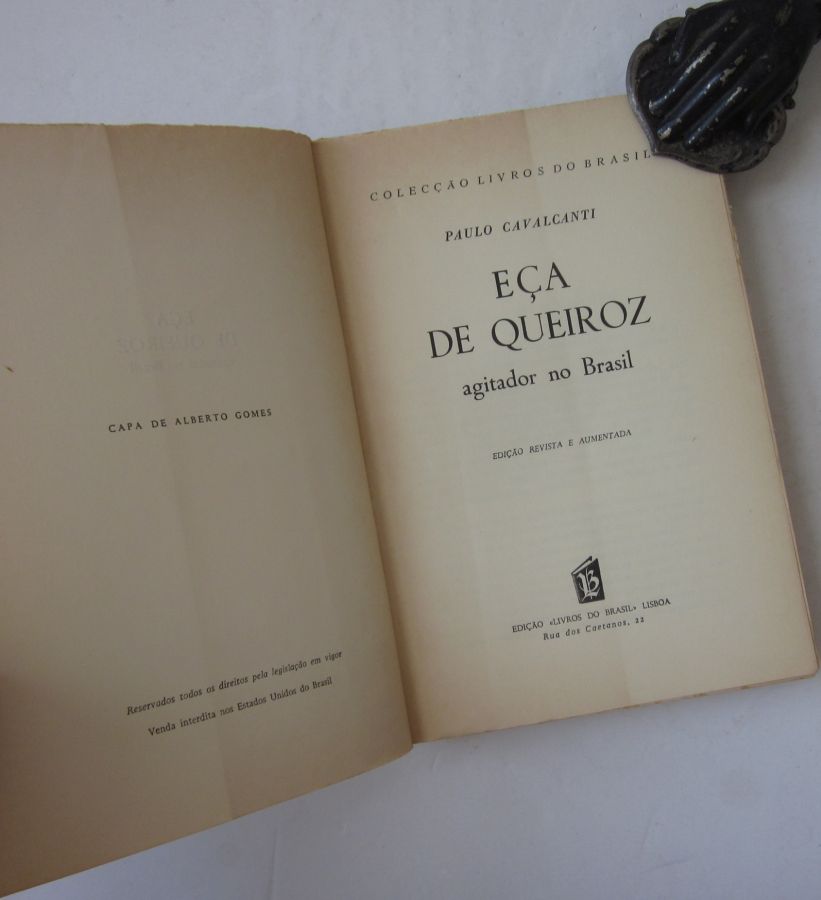 CAPA DE ALBERTO GOMES
Reservados todos os direitos pela legislação em vigor
Venda interdita nos Estados Unidos do Brasil
COLECÇÃO LIVROS DO BRASIL
PAULO CAVALCANTI
EÇA
DE QUEIROZ
agitador no Brasil
EDIÇÃO REVISTA E AUMENTADA
LB
EDIÇÃO «LIVROS DO BRASIL» LISBOA
Rua dos Caetanos, 22